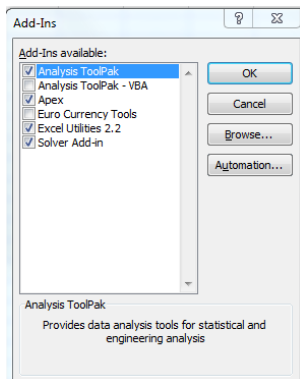 Add-Ins
Add-Ins available:
Analysis ToolPak
Analysis ToolPak - VBA
Apex
Euro Currency Tools
Excel Utilities 2.2
Solver Add-in
OK
Cancel
Browse...
Automation...
Analysis ToolPak
Provides data analysis tools for statistical and
engineering analysis